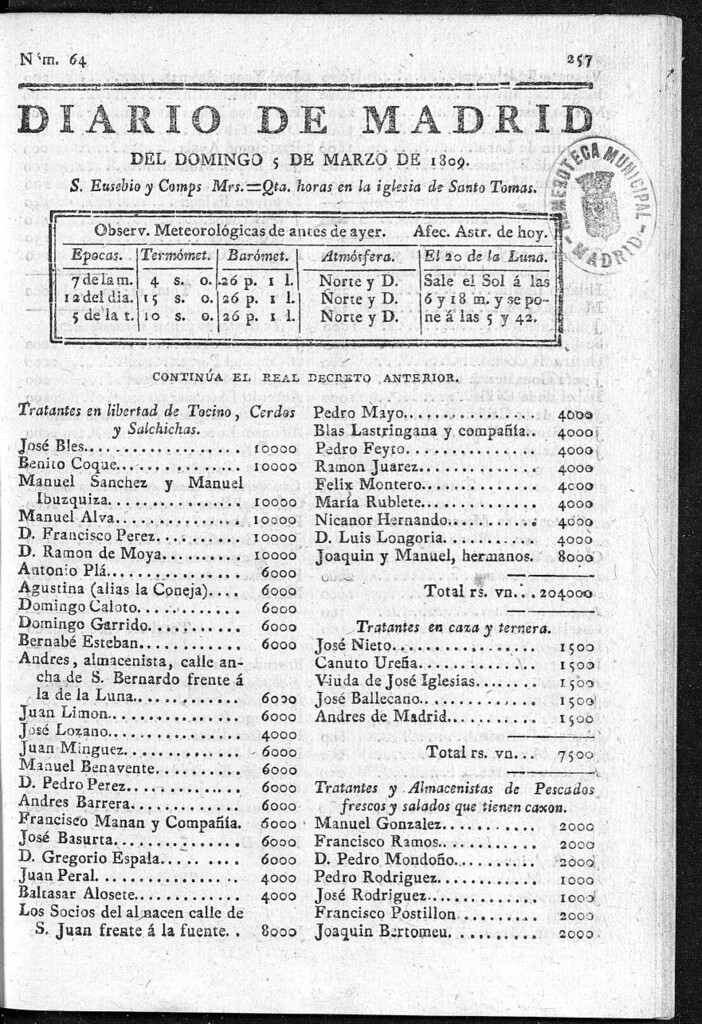 Núm. 64
257
DIARIO DE MADRID
DEL DOMINGO 5 DE MARZO DE 1809.
S. Eusebio y Comps Mrs.=Qta. horas en la iglesia de Santo Tomas.
HEMEROTECA MUNICIPAL
MADRID
Observ. Meteorológicas de antes de ayer. Afec. Astr. de hoy.
Epocas. Termómet. Barómet. Atmósfera. El 20 de la Luna.
7 de la m. 4 s. o. 26 p. 1 l. Norte y D. Sale el Sol á las
12 del dia. 15 s. o. 26 p. 1 l. Norte y D. 6 y 18 m. y se po-
5 de la t. 10 s. o. 26 p. 1 l. Norte y D. ne á las 5 y 42.
CONTINÚA EL REAL DECRETO ANTERIOR.
Tratantes en libertad de Tocino, Cerdos
y Salchichas.
José Bles.................. 10000
Benito Coque............... 10000
Manuel Sanchez y Manuel
Ibuzquiza................ 10000
Manuel Alva................ 10000
D. Francisco Perez.......... 10000
D. Ramon de Moya.......... 10000
Antonio Plá................. 6000
Agustina (alias la Coneja).... 6000
Domingo Caloto............ 6000
Domingo Garrido........... 6000
Bernabé Esteban............ 6000
Andres, almacenista, calle an-
cha de S. Bernardo frente á
la de la Luna.............. 6000
Juan Limon................ 6000
José Lozano................ 4000
Juan Minguez.............. 6000
Manuel Benavente........... 6000
D. Pedro Perez............. 6000
Andres Barrera............. 6000
Francisco Manan y Compañía. 6000
José Basurta............... 6000
D. Gregorio Espala.......... 6000
Juan Peral................. 4000
Baltasar Alosete............ 4000
Los Socios del almacen calle de
S. Juan frente á la fuente.. 8000
Pedro Mayo................ 4000
Blas Lastringana y compañía.. 4000
Pedro Feyto................ 4000
Ramon Juarez.............. 4000
Felix Montero.............. 4000
María Rublete.............. 4000
Nicanor Hernando........... 4000
D. Luis Longoria............ 4000
Joaquin y Manuel, hermanos. 8000
Total rs. vn... 204000
Tratantes en caza y ternera.
José Nieto................. 1500
Canuto Ureña.............. 1500
Viuda de José Iglesias........ 1500
José Ballecano.............. 1500
Andres de Madrid........... 1500
Total rs. vn... 7500
Tratantes y Almacenistas de Pescados
frescos y salados que tienen caxon.
Manuel Gonzalez............ 2000
Francisco Ramos............ 2000
D. Pedro Mondoño.......... 2000
Pedro Rodriguez............ 1000
José Rodriguez.............. 1000
Francisco Postillon.......... 2000
Joaquin Bertomeu........... 2000